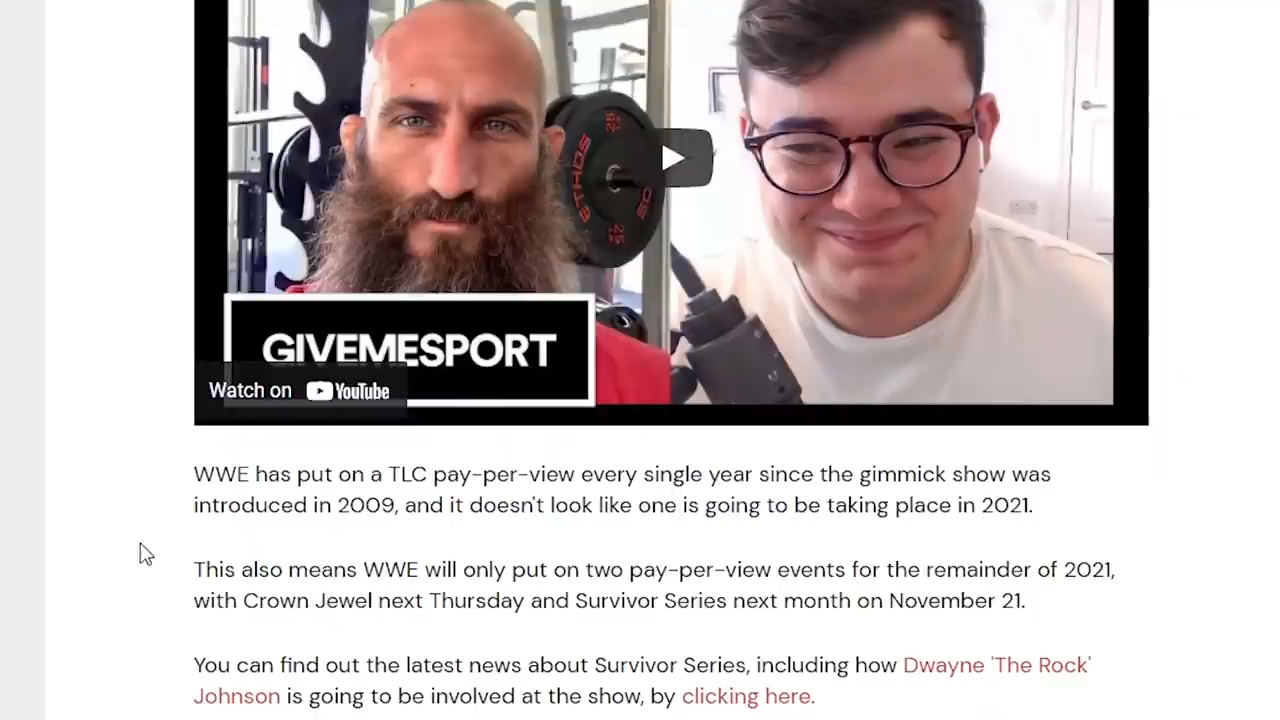 ETHOS
25
OS
25
GIVEMESPORT
Watch on YouTube
WWE has put on a TLC pay-per-view every single year since the gimmick show was
introduced in 2009, and it doesn't look like one is going to be taking place in 2021.
This also means WWE will only put on two pay-per-view events for the remainder of 2021,
with Crown Jewel next Thursday and Survivor Series next month on November 21.
You can find out the latest news about Survivor Series, including how Dwayne 'The Rock'
Johnson is going to be involved at the show, by clicking here.